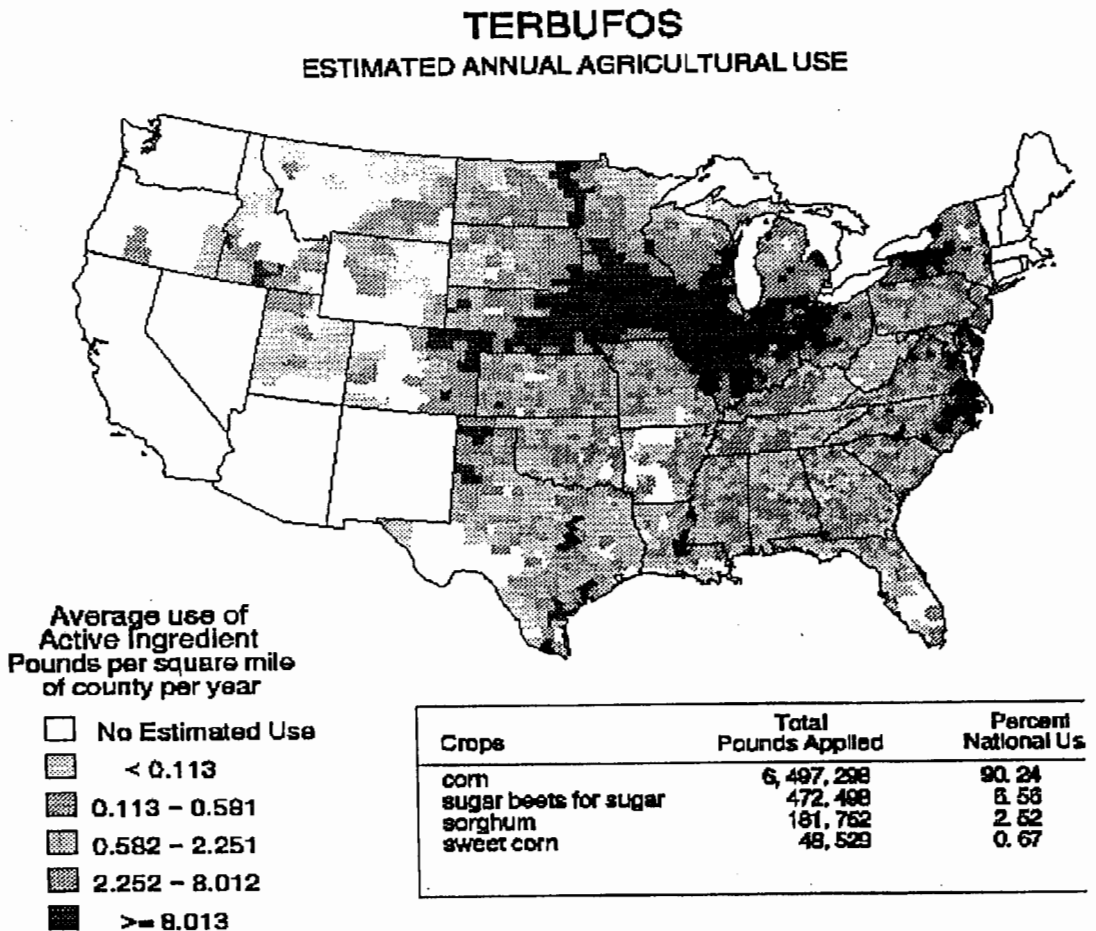 TERBUFOS
ESTIMATED ANNUAL AGRICULTURAL USE
Average use of
Active Ingredient
Pounds per square mile
of county per year
No Estimated Use
< 0.113
0.113 - 0.581
0.582 - 2.251
2.252 - 8.012
>= 8.013
Crops Total Pounds Applied Percent National Us
corn 6,497,298 90.24
sugar beets for sugar 472,498 6.56
sorghum 181,752 2.52
sweet corn 48,529 0.67